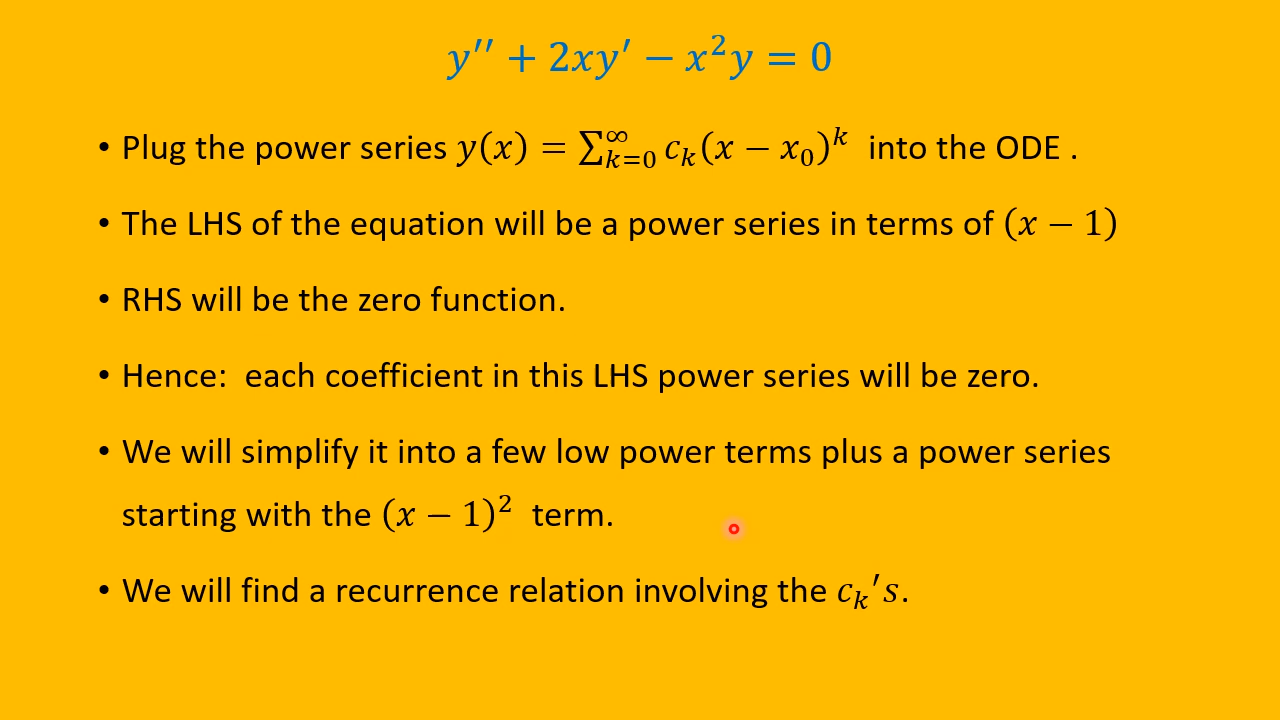 y′′ + 2xy′ − x²y = 0
• Plug the power series y(x) = ∑_{k=0}^{∞} c_k(x − x₀)^k into the ODE .
• The LHS of the equation will be a power series in terms of (x − 1)
• RHS will be the zero function.
• Hence: each coefficient in this LHS power series will be zero.
• We will simplify it into a few low power terms plus a power series
starting with the (x − 1)² term.
• We will find a recurrence relation involving the c_k′s.